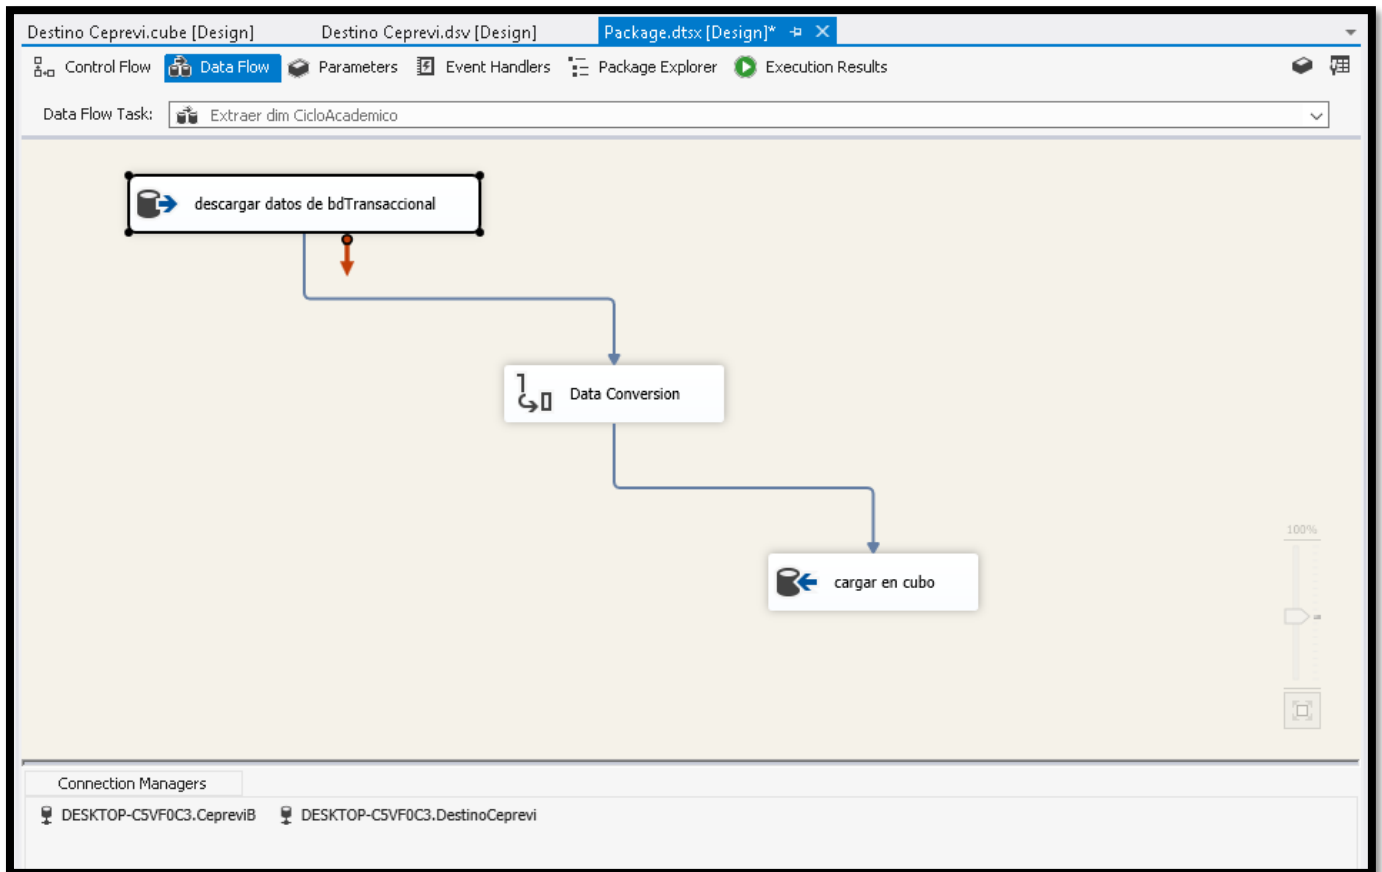 Destino Ceprevi.cube [Design] Destino Ceprevi.dsv [Design] Package.dtsx [Design]*
Control Flow Data Flow Parameters Event Handlers Package Explorer Execution Results
Data Flow Task: Extraer dim CicloAcademico
descargar datos de bdTransaccional
Data Conversion
100%
cargar en cubo
Connection Managers
DESKTOP-C5VF0C3.CepreviB DESKTOP-C5VF0C3.DestinoCeprevi